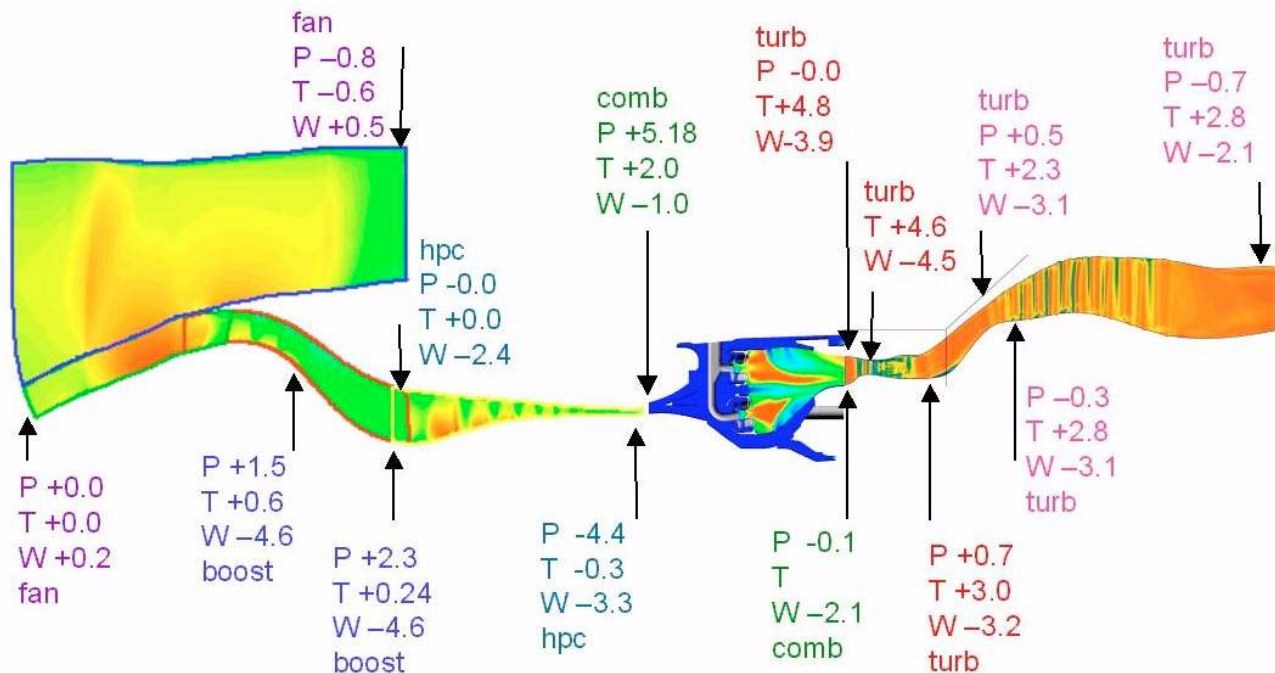 fan
P –0.8
T –0.6
W +0.5
hpc
P -0.0
T +0.0
W –2.4
comb
P +5.18
T +2.0
W –1.0
turb
P -0.0
T+4.8
W-3.9
turb
T +4.6
W –4.5
turb
P +0.5
T +2.3
W –3.1
turb
P –0.7
T +2.8
W –2.1
P +0.0
T +0.0
W +0.2
fan
P +1.5
T +0.6
W –4.6
boost
P +2.3
T +0.24
W –4.6
boost
P -4.4
T -0.3
W –3.3
hpc
P -0.1
T
W –2.1
comb
P +0.7
T +3.0
W –3.2
turb
P –0.3
T +2.8
W –3.1
turb